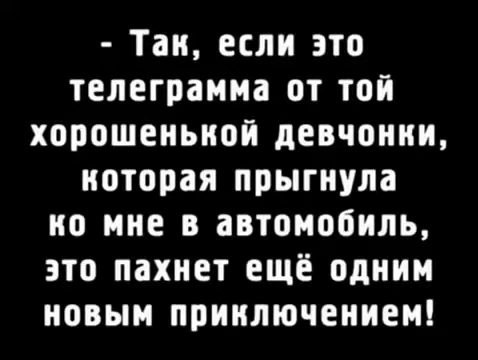 - Так, если это
телеграмма от той
хорошенькой девчонки,
которая прыгнула
ко мне в автомобиль,
это пахнет ещё одним
новым приключением!